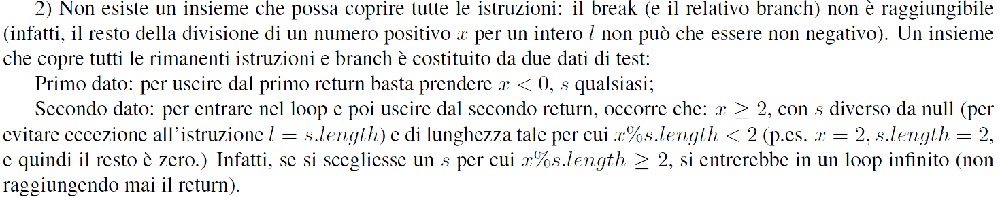 2) Non esiste un insieme che possa coprire tutte le istruzioni: il break (e il relativo branch) non è raggiungibile
(infatti, il resto della divisione di un numero positivo x per un intero l non può che essere non negativo). Un insieme
che copre tutti le rimanenti istruzioni e branch è costituito da due dati di test:
Primo dato: per uscire dal primo return basta prendere x < 0, s qualsiasi;
Secondo dato: per entrare nel loop e poi uscire dal secondo return, occorre che: x ≥ 2, con s diverso da null (per
evitare eccezione all'istruzione l = s.length) e di lunghezza tale per cui x%s.length < 2 (p.es. x = 2, s.length = 2,
e quindi il resto è zero.) Infatti, se si scegliesse un s per cui x%s.length ≥ 2, si entrerebbe in un loop infinito (non
raggiungendo mai il return).